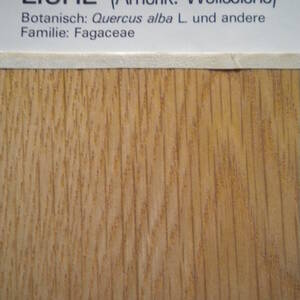 EICHE (Amerik. Weißeiche)
Botanisch: Quercus alba L. und andere
Familie: Fagaceae